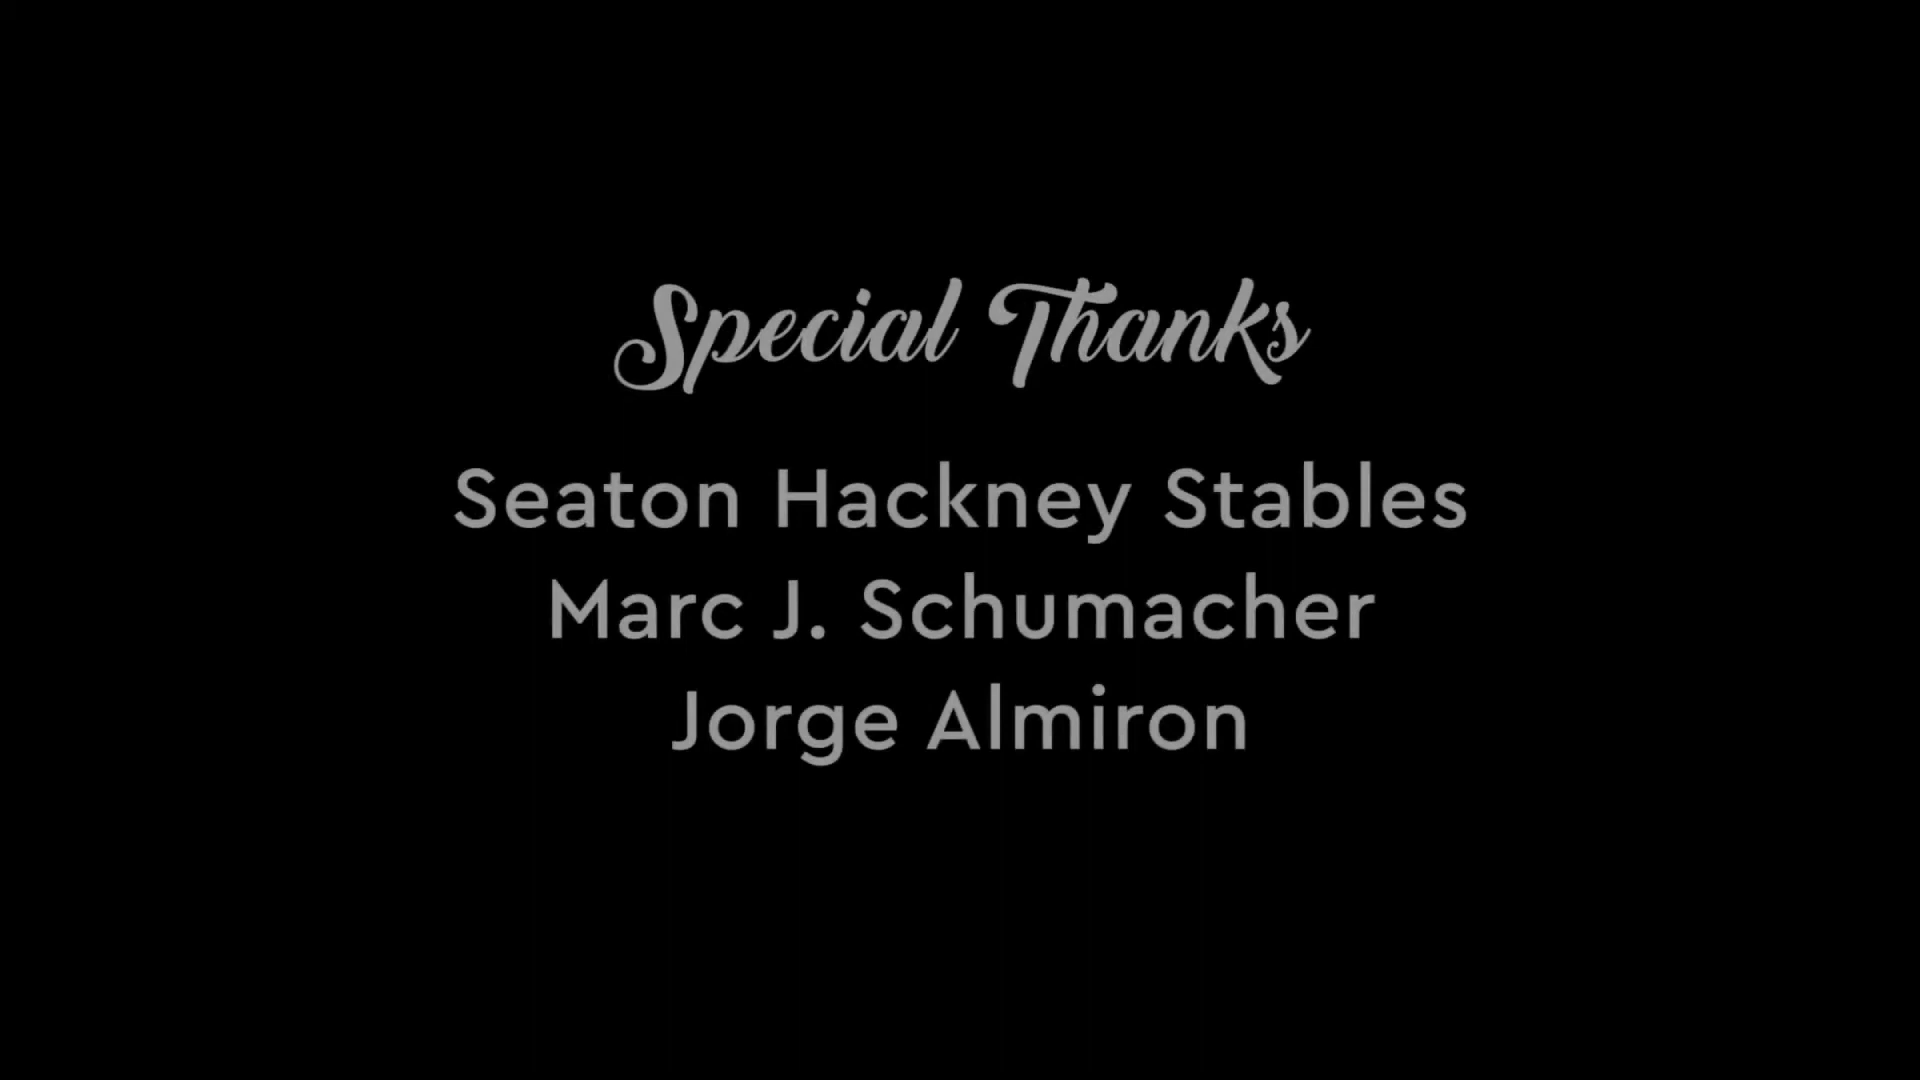 Special Thanks
Seaton Hackney Stables
Marc J. Schumacher
Jorge Almiron